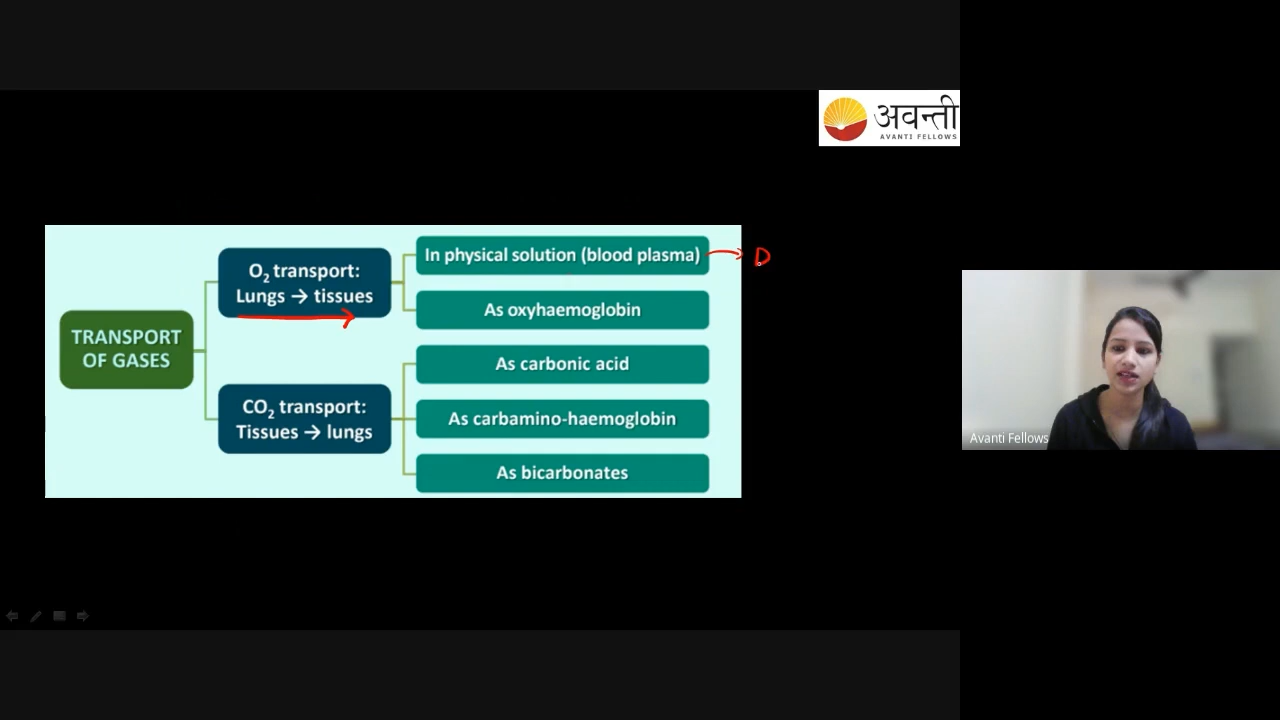 अवन्ती
AVANTI FELLOWS
TRANSPORT
OF GASES
O₂ transport:
Lungs → tissues
In physical solution (blood plasma) → D
As oxyhaemoglobin
CO₂ transport:
Tissues → lungs
As carbonic acid
As carbamino-haemoglobin
As bicarbonates
Avanti Fellows